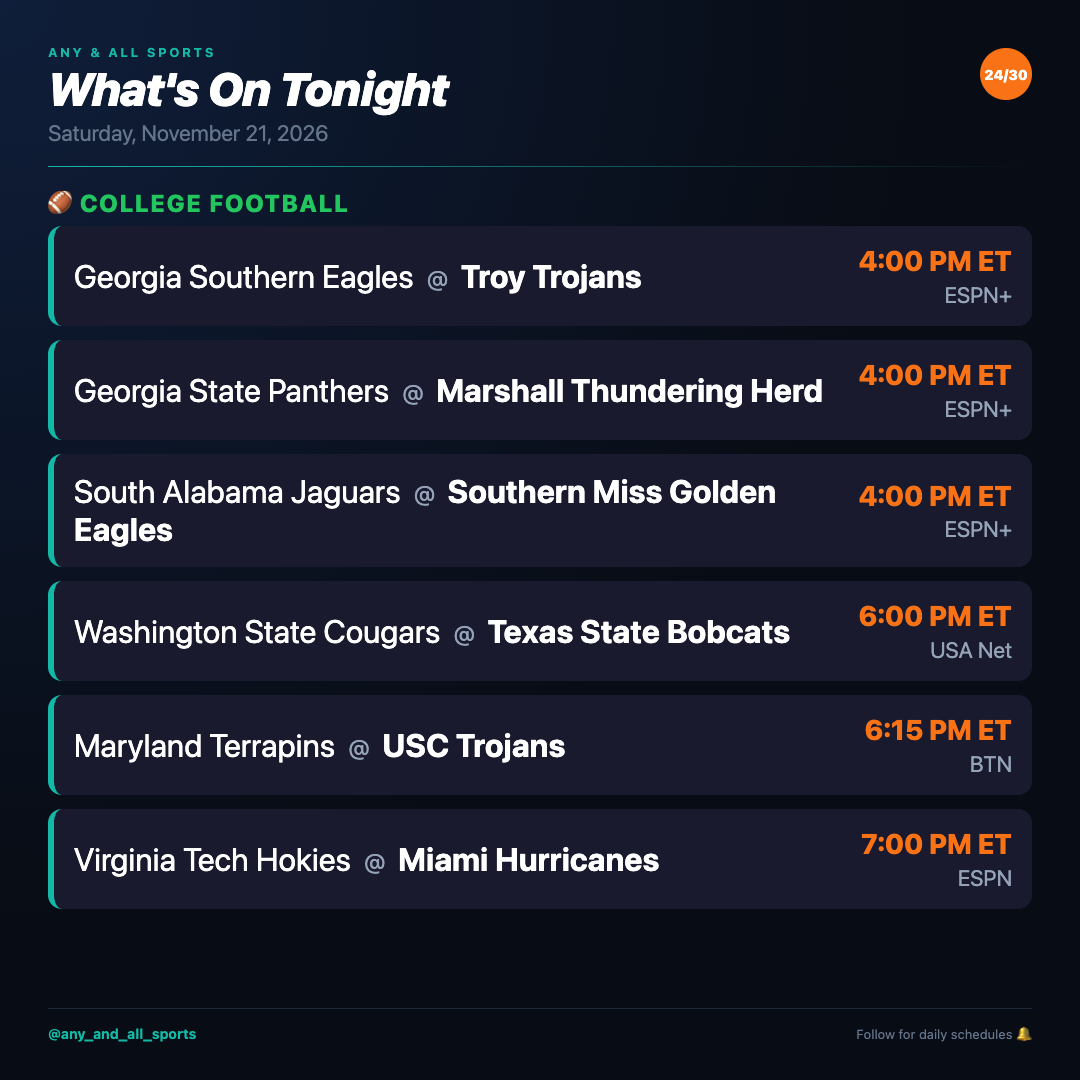 ANY & ALL SPORTS
What's On Tonight
24/30
Saturday, November 21, 2026
🏈 COLLEGE FOOTBALL
Georgia Southern Eagles @ Troy Trojans
4:00 PM ET
ESPN+
Georgia State Panthers @ Marshall Thundering Herd
4:00 PM ET
ESPN+
South Alabama Jaguars @ Southern Miss Golden
Eagles
4:00 PM ET
ESPN+
Washington State Cougars @ Texas State Bobcats
6:00 PM ET
USA Net
Maryland Terrapins @ USC Trojans
6:15 PM ET
BTN
Virginia Tech Hokies @ Miami Hurricanes
7:00 PM ET
ESPN
@any_and_all_sports
Follow for daily schedules 🔔